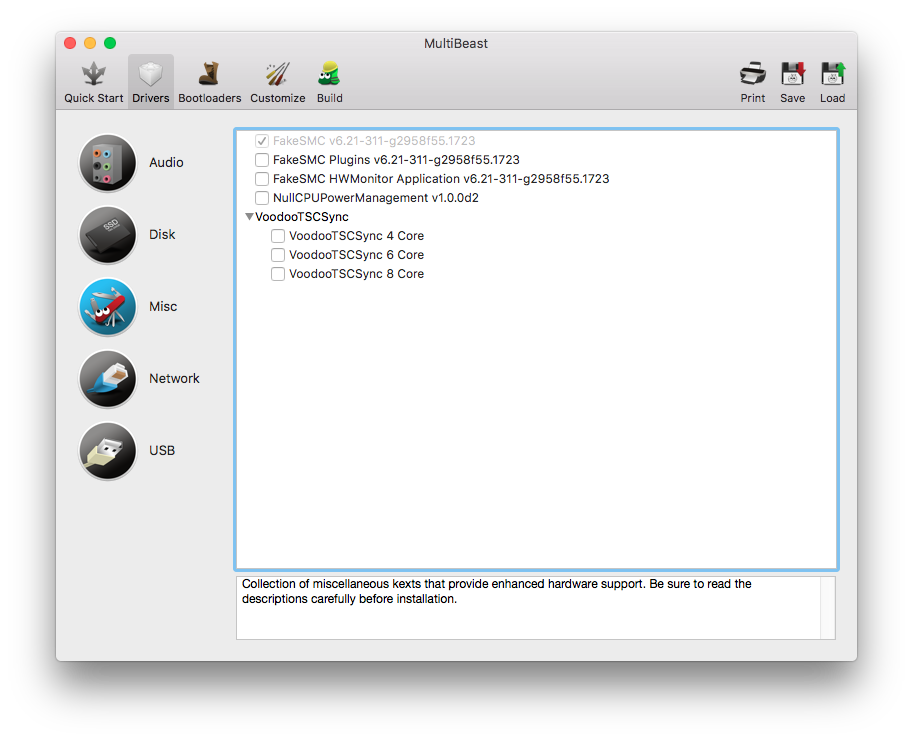 MultiBeast
Quick Start Drivers Bootloaders Customize Build Print Save Load
Audio
SSD
Disk
Misc
Network
USB
FakeSMC v6.21-311-g2958f55.1723
FakeSMC Plugins v6.21-311-g2958f55.1723
FakeSMC HWMonitor Application v6.21-311-g2958f55.1723
NullCPUPowerManagement v1.0.0d2
VoodooTSCSync
VoodooTSCSync 4 Core
VoodooTSCSync 6 Core
VoodooTSCSync 8 Core
Collection of miscellaneous kexts that provide enhanced hardware support. Be sure to read the
descriptions carefully before installation.